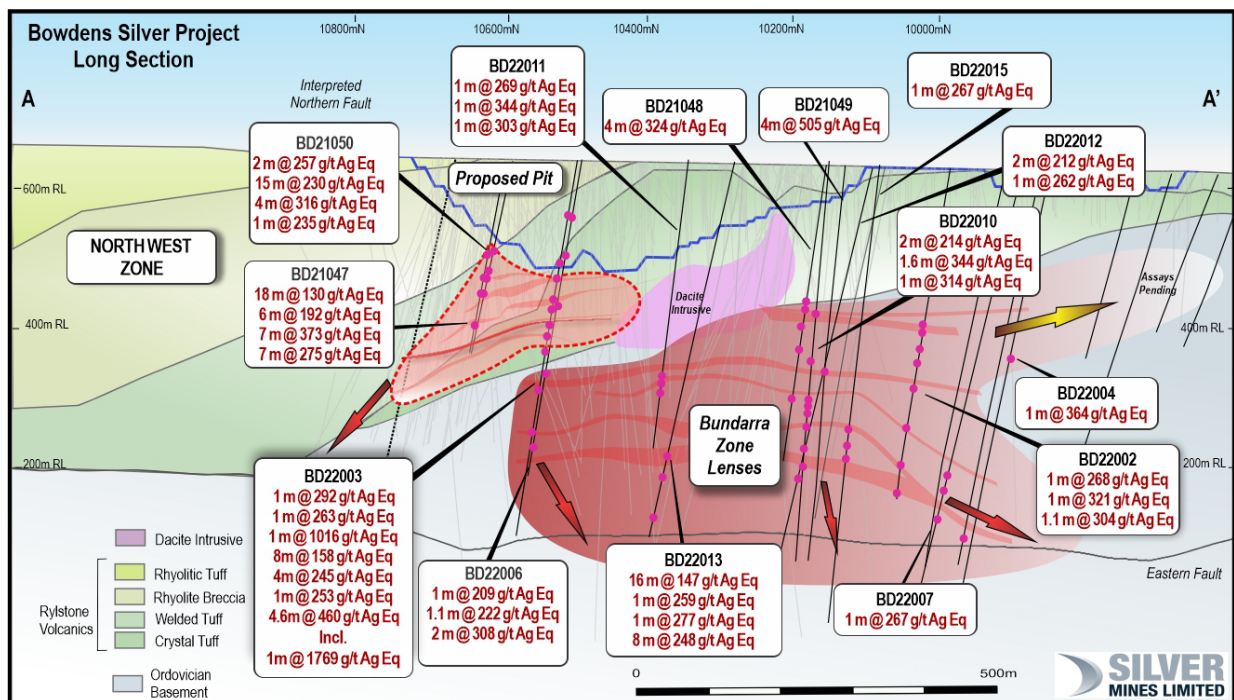 Bowdens Silver Project
Long Section
10800mN
10600mN
10400mN
10200mN
10000mN
A
A'
Interpreted
Northern Fault
BD22011
1 m @ 269 g/t Ag Eq
1 m @ 344 g/t Ag Eq
1 m @ 303 g/t Ag Eq
BD21048
4 m @ 324 g/t Ag Eq
BD21049
4m @ 505 g/t Ag Eq
BD22015
1 m @ 267 g/t Ag Eq
BD21050
2 m @ 257 g/t Ag Eq
15 m @ 230 g/t Ag Eq
4 m @ 316 g/t Ag Eq
1 m @ 235 g/t Ag Eq
BD22012
2 m @ 212 g/t Ag Eq
1 m @ 262 g/t Ag Eq
600m RL
600m RL
Proposed Pit
NORTH WEST
ZONE
BD22010
2 m @ 214 g/t Ag Eq
1.6 m @ 344 g/t Ag Eq
1 m @ 314 g/t Ag Eq
BD21047
18 m @ 130 g/t Ag Eq
6 m @ 192 g/t Ag Eq
7 m @ 373 g/t Ag Eq
7 m @ 275 g/t Ag Eq
Dacite
Intrusive
Assays
Pending
400m RL
400m RL
BD22004
1 m @ 364 g/t Ag Eq
Bundarra
Zone
Lenses
BD22002
1 m @ 268 g/t Ag Eq
1 m @ 321 g/t Ag Eq
1.1 m @ 304 g/t Ag Eq
200m RL
200m RL
BD22003
1 m @ 292 g/t Ag Eq
1 m @ 263 g/t Ag Eq
1 m @ 1016 g/t Ag Eq
8m @ 158 g/t Ag Eq
4m @ 245 g/t Ag Eq
1m @ 253 g/t Ag Eq
4.6m @ 460 g/t Ag Eq
Incl.
1m @ 1769 g/t Ag Eq
BD22006
1 m @ 209 g/t Ag Eq
1.1 m @ 222 g/t Ag Eq
2 m @ 308 g/t Ag Eq
BD22013
16 m @ 147 g/t Ag Eq
1 m @ 259 g/t Ag Eq
1 m @ 277 g/t Ag Eq
8 m @ 248 g/t Ag Eq
BD22007
1 m @ 267 g/t Ag Eq
Eastern Fault
Dacite Intrusive
Rylstone
Volcanics
Rhyolitic Tuff
Rhyolite Breccia
Welded Tuff
Crystal Tuff
Ordovician
Basement
0
500m
SILVER
MINES LIMITED